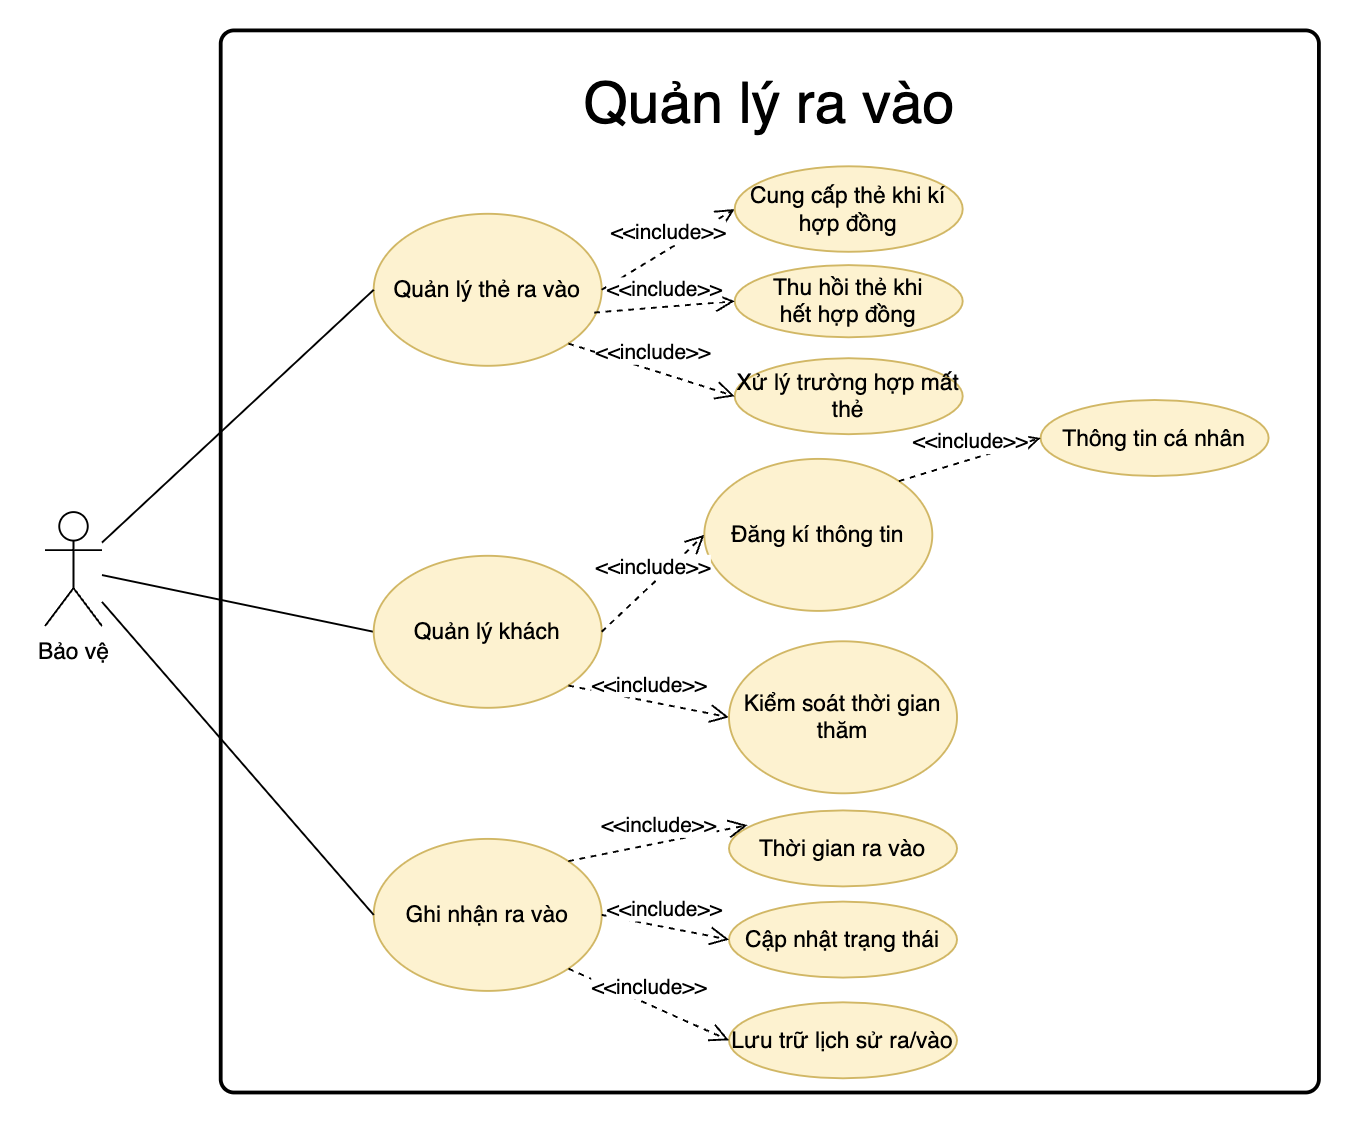 Quản lý ra vào
Cung cấp thẻ khi kí
hợp đồng
<<include>>
Quản lý thẻ ra vào
<<include>>
Thu hồi thẻ khi
hết hợp đồng
<<include>>
Xử lý trường hợp mất
thẻ
<<include>>
Thông tin cá nhân
Đăng kí thông tin
<<include>>
Quản lý khách
Bảo vệ
<<include>>
Kiểm soát thời gian
thăm
<<include>>
Thời gian ra vào
Ghi nhận ra vào
<<include>>
Cập nhật trạng thái
<<include>>
Lưu trữ lịch sử ra/vào